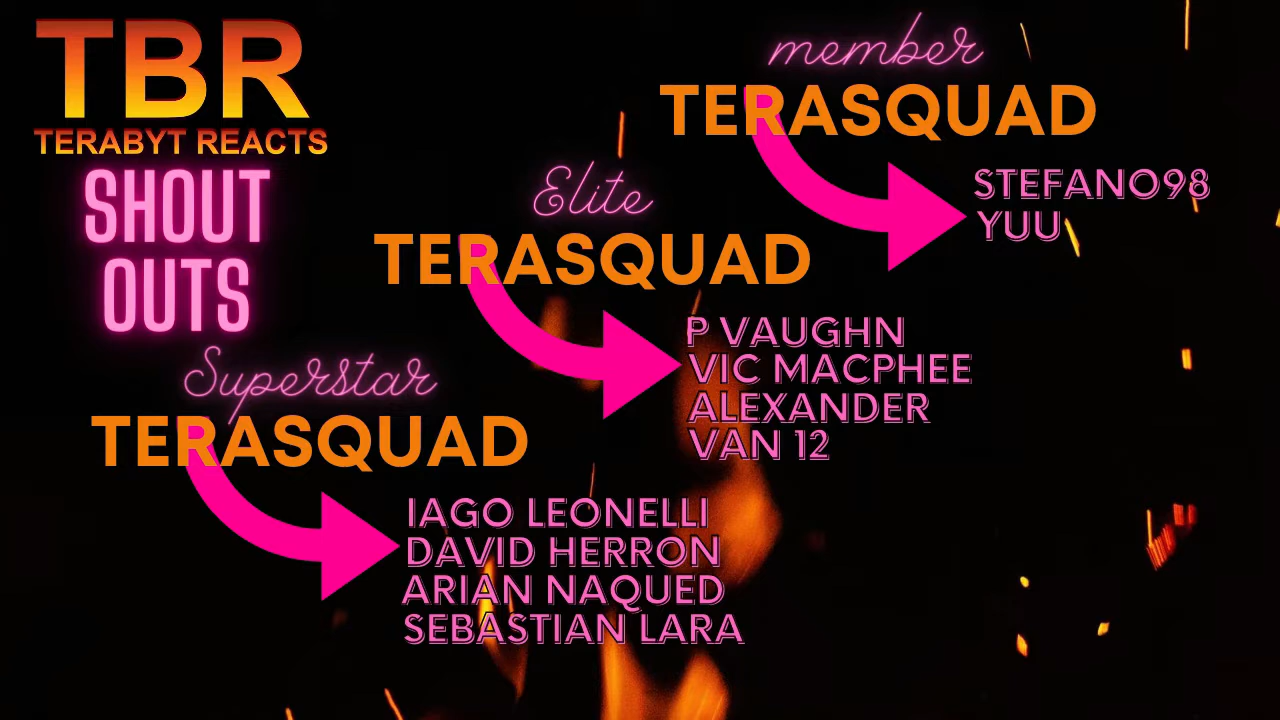 TBR
TERABYT REACTS
SHOUT
OUTS
member
TERASQUAD
STEFANO98
YUU
Elite
TERASQUAD
P VAUGHN
VIC MACPHEE
ALEXANDER
VAN 12
Superstar
TERASQUAD
IAGO LEONELLI
DAVID HERRON
ARIAN NAQUED
SEBASTIAN LARA